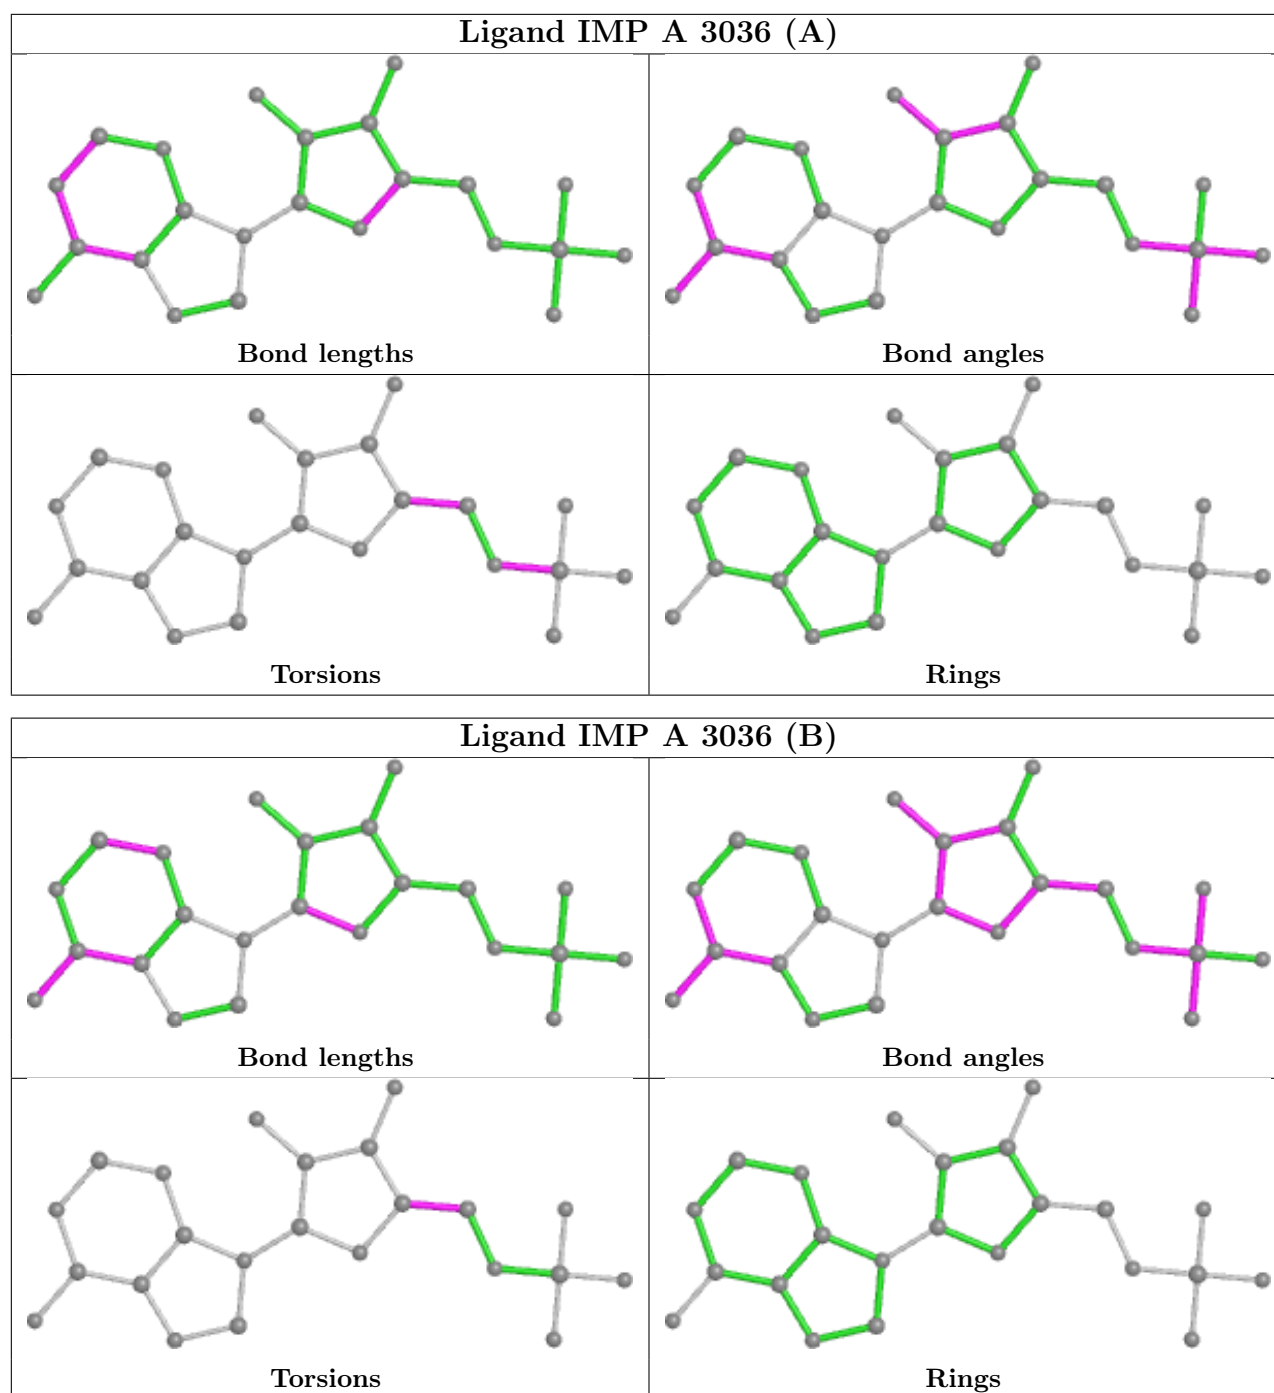 Ligand IMP A 3036 (A)
Bond lengths
Bond angles
Torsions
Rings
Ligand IMP A 3036 (B)
Bond lengths
Bond angles
Torsions
Rings